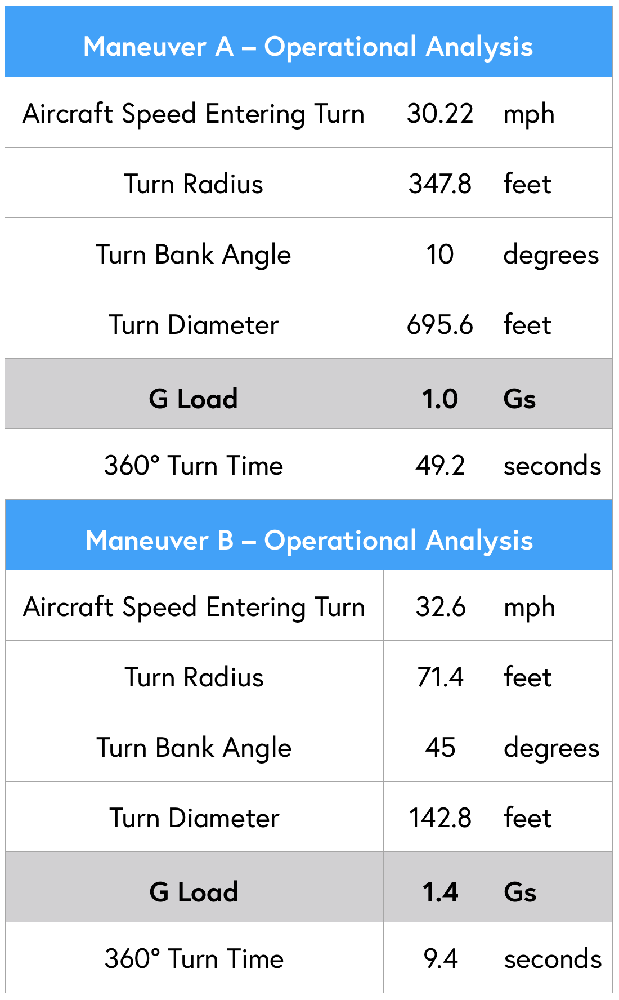 Maneuver A – Operational Analysis
Aircraft Speed Entering Turn 30.22 mph
Turn Radius 347.8 feet
Turn Bank Angle 10 degrees
Turn Diameter 695.6 feet
G Load 1.0 Gs
360° Turn Time 49.2 seconds
Maneuver B – Operational Analysis
Aircraft Speed Entering Turn 32.6 mph
Turn Radius 71.4 feet
Turn Bank Angle 45 degrees
Turn Diameter 142.8 feet
G Load 1.4 Gs
360° Turn Time 9.4 seconds